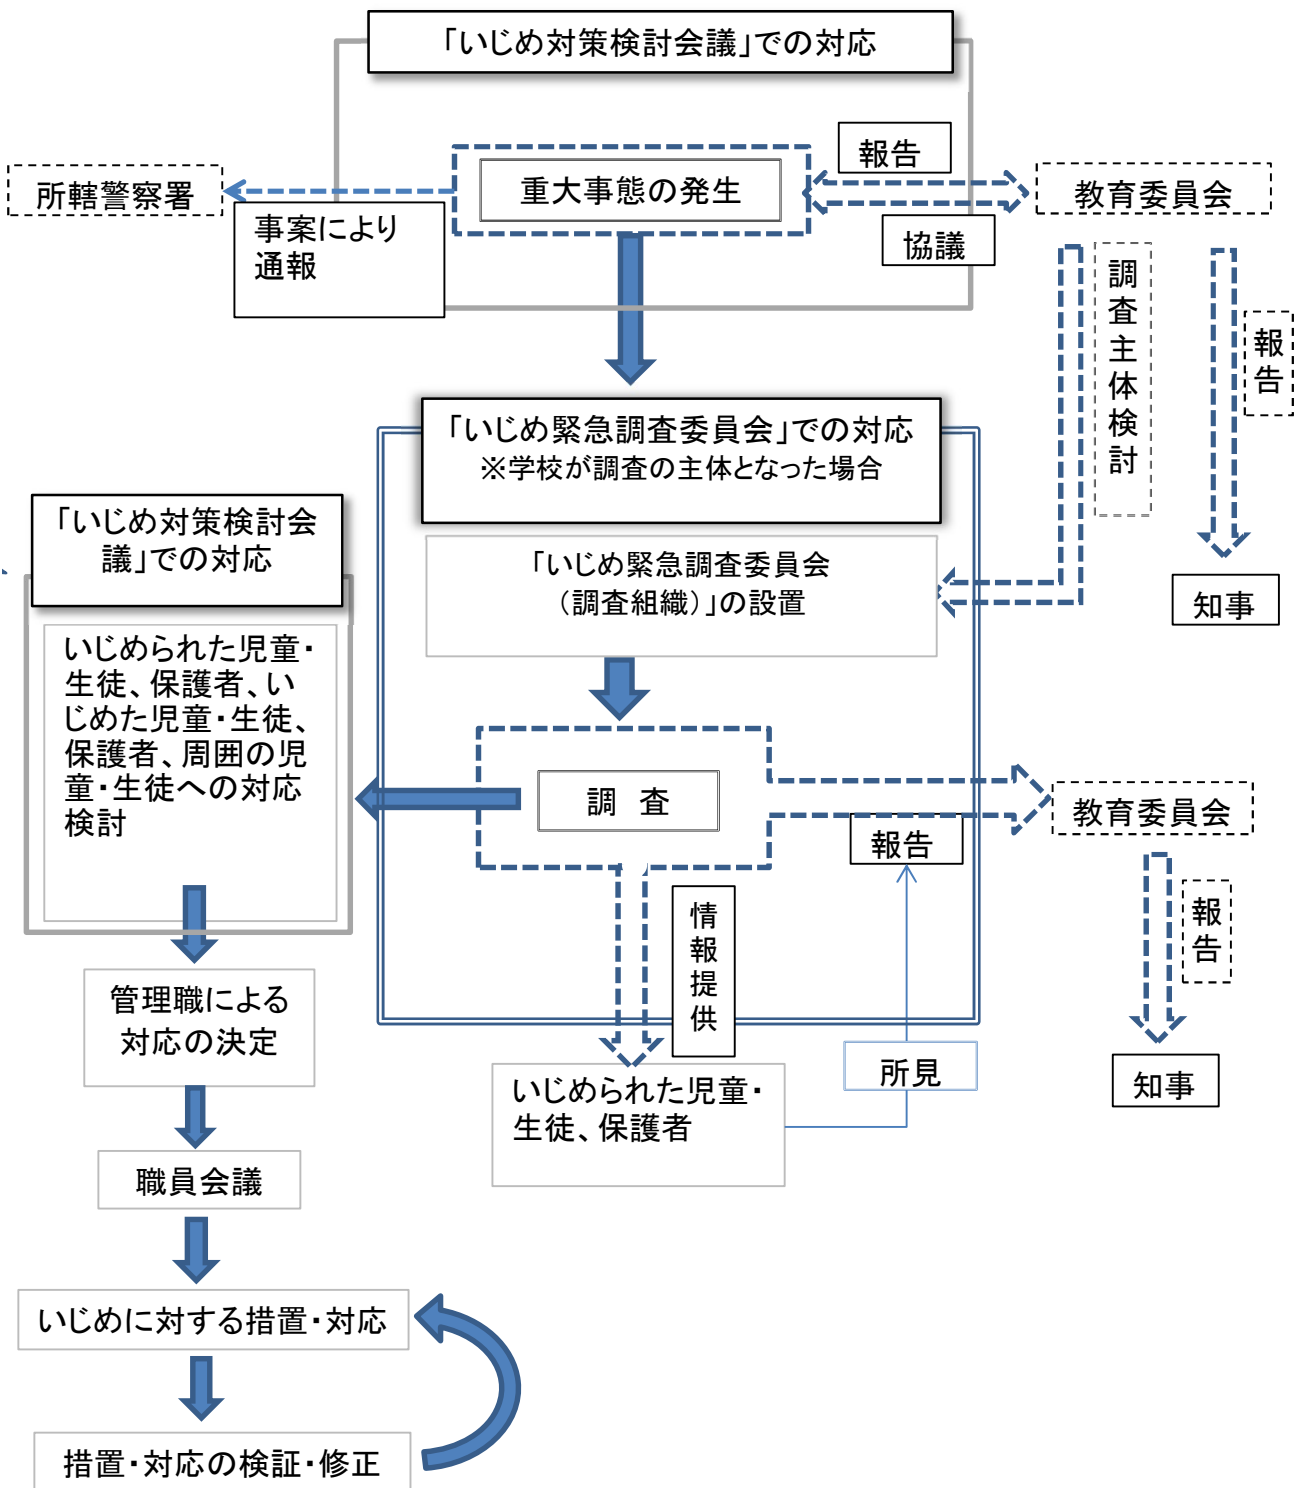 「いじめ対策検討会議」での対応
報告
重大事態の発生
所轄警察署
教育委員会
事案により
通報
協議
調査主体検討
報告
「いじめ緊急調査委員会」での対応
※学校が調査の主体となった場合
「いじめ対策検討会
議」での対応
「いじめ緊急調査委員会
（調査組織）」の設置
知事
いじめられた児童・
生徒、保護者、い
じめた児童・生徒、
保護者、周囲の児
童・生徒への対応
検討
調 査
教育委員会
報告
情報提供
報告
管理職による
対応の決定
所見
いじめられた児童・
生徒、保護者
知事
職員会議
いじめに対する措置・対応
措置・対応の検証・修正